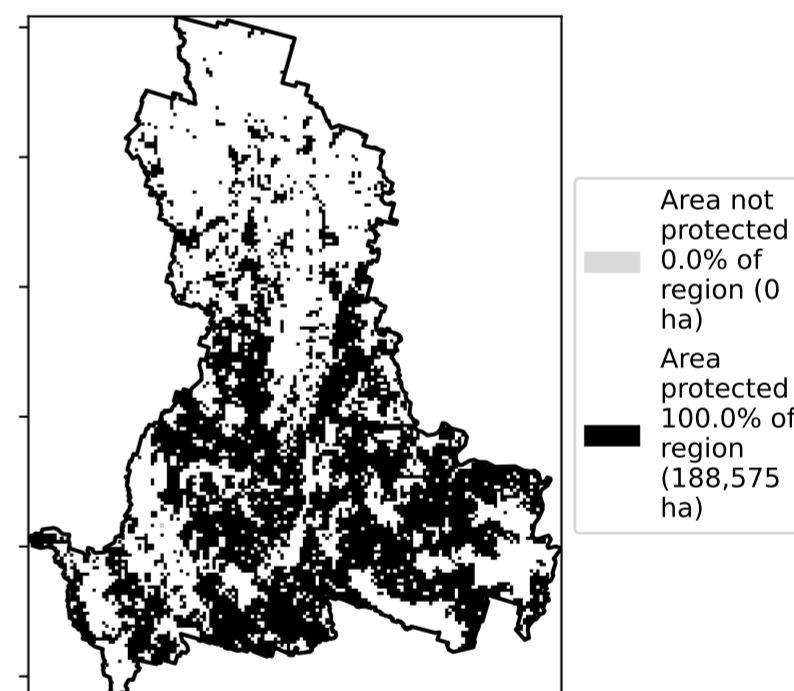 Area not
protected
0.0% of
region (0
ha)
Area
protected
100.0% of
region
(188,575
ha)